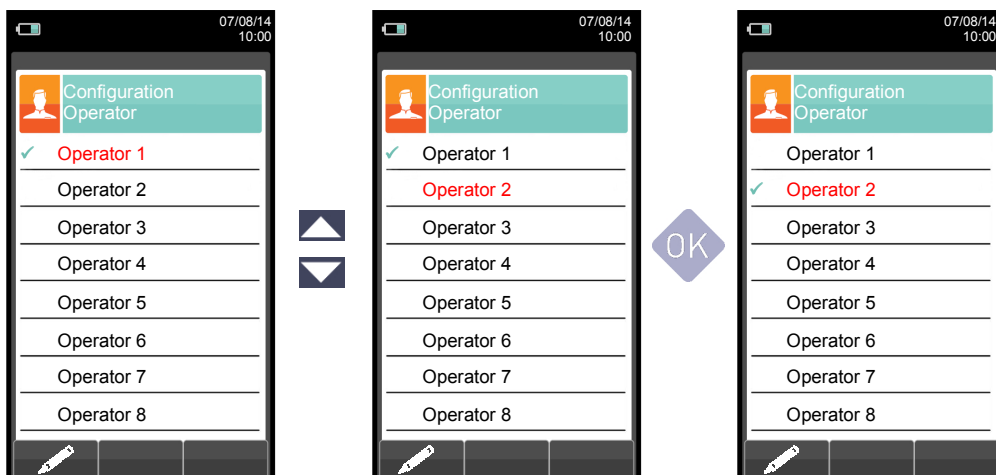 07/08/14
10:00
Configuration
Operator
Operator 1
Operator 2
Operator 3
Operator 4
Operator 5
Operator 6
Operator 7
Operator 8
07/08/14
10:00
Configuration
Operator
Operator 1
Operator 2
Operator 3
Operator 4
Operator 5
Operator 6
Operator 7
Operator 8
OK
07/08/14
10:00
Configuration
Operator
Operator 1
Operator 2
Operator 3
Operator 4
Operator 5
Operator 6
Operator 7
Operator 8